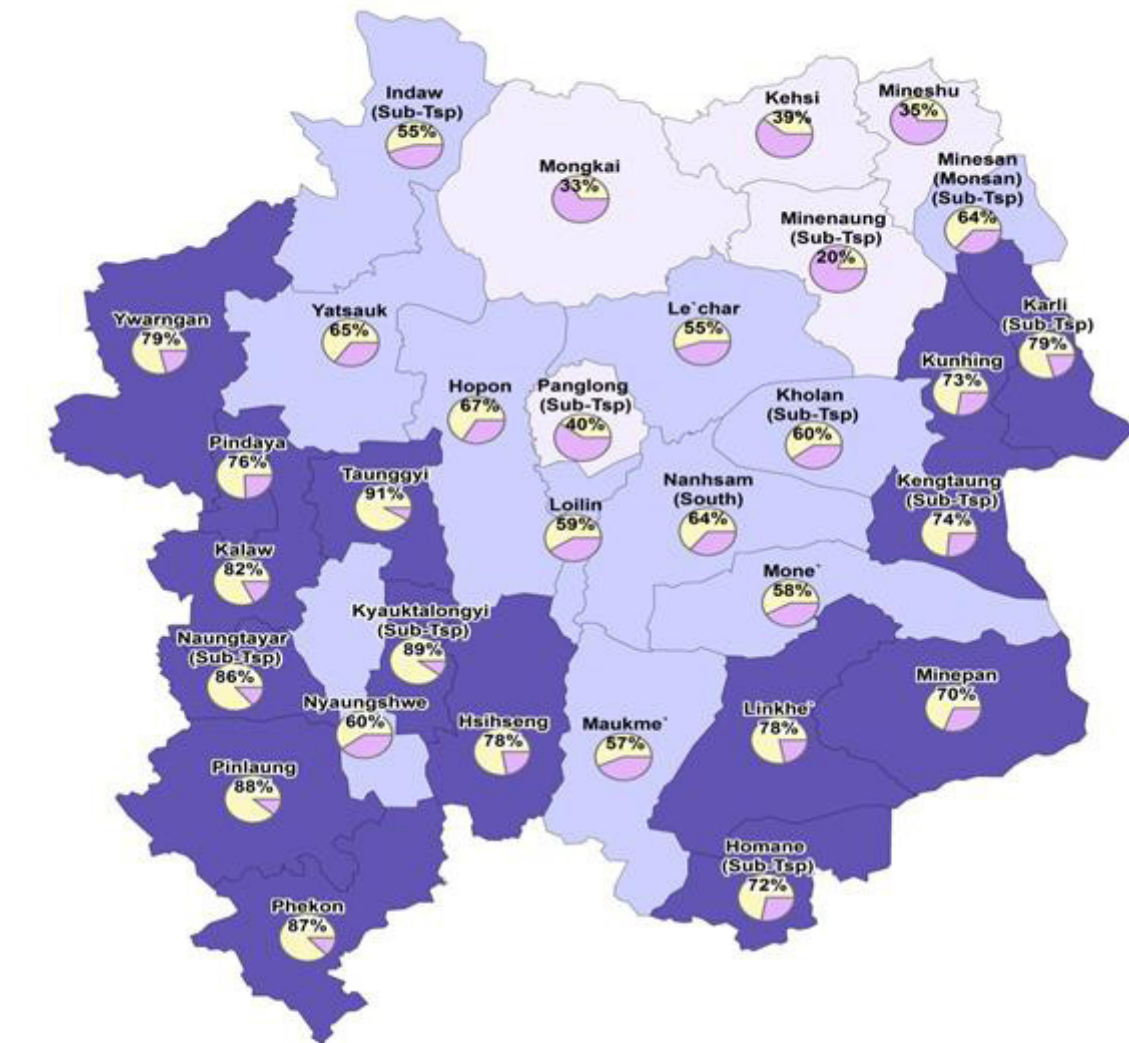 Indaw
(Sub-Tsp)
55%
Kehsi
39%
Mineshu
35%
Mongkai
33%
Minesan
(Monsan)
(Sub-Tsp)
64%
Minenaung
(Sub-Tsp)
20%
Ywarngan
79%
Yatsauk
65%
Le`char
55%
Karli
(Sub-Tsp)
79%
Kunhing
73%
Hopon
67%
Panglong
(Sub-Tsp)
40%
Kholan
(Sub-Tsp)
60%
Pindaya
76%
Taunggyi
91%
Loilin
59%
Nanhsam
(South)
64%
Kengtaung
(Sub-Tsp)
74%
Kalaw
82%
Mone`
58%
Kyauktalongyi
(Sub-Tsp)
89%
Naungtayar
(Sub-Tsp)
86%
Nyaungshwe
60%
Hsihseng
78%
Maukme`
57%
Linkhe`
78%
Minepan
70%
Pinlaung
88%
Homane
(Sub-Tsp)
72%
Phekon
87%